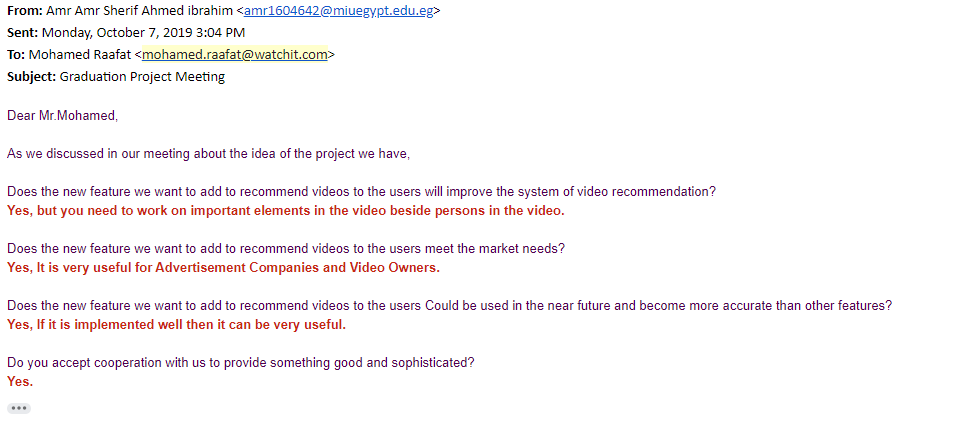 From: Amr Amr Sherif Ahmed ibrahim <amr1604642@miuegypt.edu.eg>
Sent: Monday, October 7, 2019 3:04 PM
To: Mohamed Raafat <mohamed.raafat@watchit.com>
Subject: Graduation Project Meeting
Dear Mr.Mohamed,
As we discussed in our meeting about the idea of the project we have,
Does the new feature we want to add to recommend videos to the users will improve the system of video recommendation?
Yes, but you need to work on important elements in the video beside persons in the video.
Does the new feature we want to add to recommend videos to the users meet the market needs?
Yes, It is very useful for Advertisement Companies and Video Owners.
Does the new feature we want to add to recommend videos to the users Could be used in the near future and become more accurate than other features?
Yes, If it is implemented well then it can be very useful.
Do you accept cooperation with us to provide something good and sophisticated?
Yes.